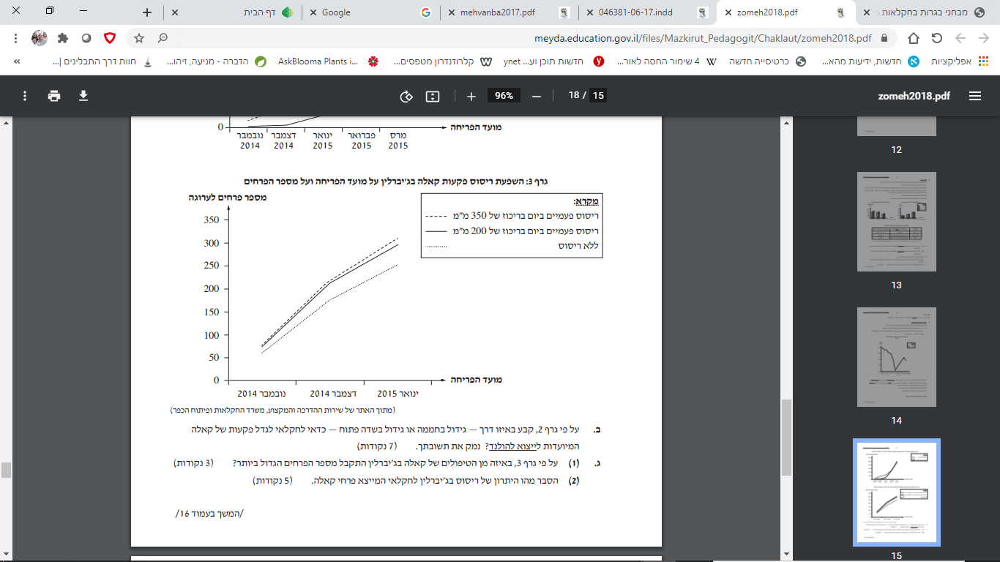 דף הבית
Google
mehvanba2017.pdf
046381-06-17.indd
zomeh2018.pdf
מבחני בגרות בחקלאות
meyda.education.gov.il/files/Mazkirut_Pedagogit/Chaklaut/zomeh2018.pdf
אפליקציות
חדשות, ידיעות מהא...
כרטיסייה חדשה
4 שימור החסה לאור...
חדשות תוכן וע... ynet
קלרודנדרון מטפסים...
AskBlooma Plants i...
הדברה - מניעה, זיהו...
חוות דרך התבלינים |...
zomeh2018.pdf
15 / 18
96%
0
מועד הפריחה
נובמבר 2014
דצמבר 2014
ינואר 2015
פברואר 2015
מרס 2015
גרף 3: השפעת ריסוס פקעות קאלה בג׳יברלין על מועד הפריחה ועל מספר הפרחים
מספר פרחים לערוגה
מקרא:
ריסוס פעמיים ביום בריכוז של 350 מ״מ
ריסוס פעמיים ביום בריכוז של 200 מ״מ
ללא ריסוס
350
300
250
200
150
100
50
0
מועד הפריחה
נובמבר 2014
דצמבר 2014
ינואר 2015
(מתוך האתר של שירות ההדרכה והמקצוע, משרד החקלאות ופיתוח הכפר)
ב. על פי גרף 2, קבע באיזו דרך — גידול בחממה או גידול בשדה פתוח — כדאי לחקלאי לגדל פקעות של קאלה
המיועדות לייצוא להולנד? נמק את תשובתך. (7 נקודות)
ג. (1) על פי גרף 3, באיזה מן הטיפולים של קאלה בג׳יברלין התקבל מספר הפרחים הגדול ביותר? (3 נקודות)
(2) הסבר מהו היתרון של ריסוס בג׳יברלין לחקלאי המייצא פרחי קאלה. (5 נקודות)
/המשך בעמוד 16/
12
13
14
15